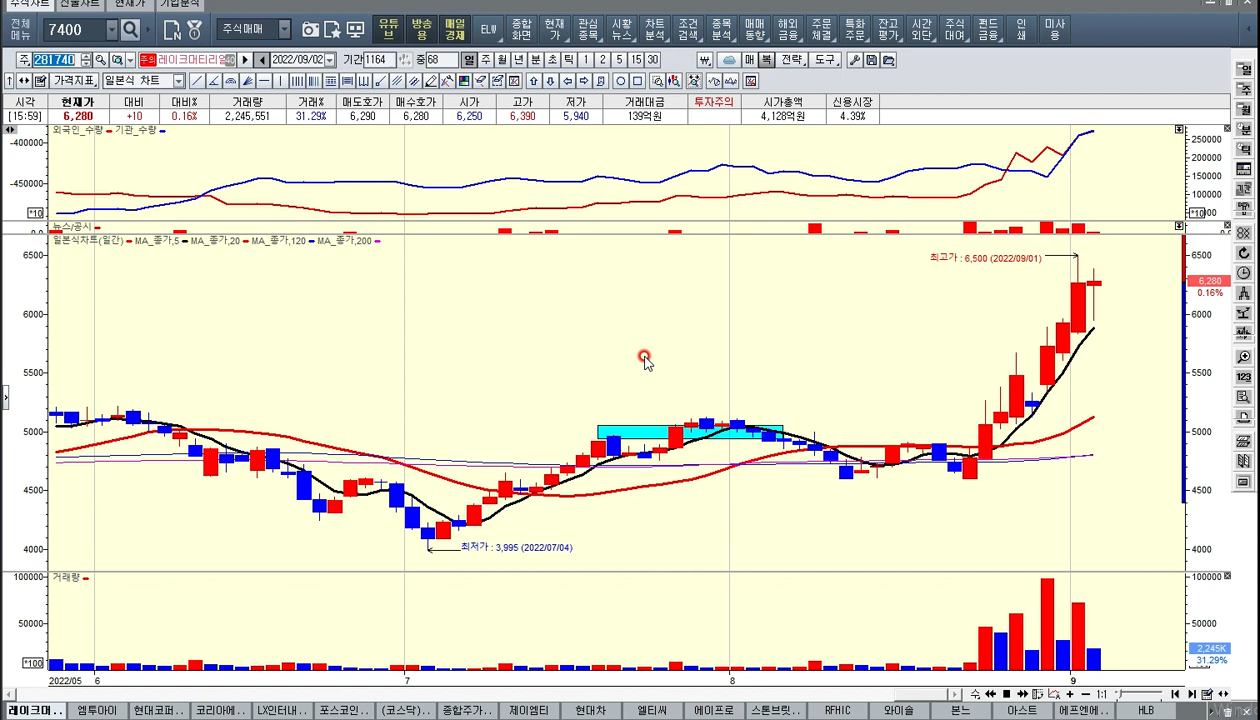 주식차트 현재가 기업분석
전체메뉴 7400 주식매매 유튜브 방송용 매일경제 ELW 종합화면 현재가 관심종목 시황뉴스 차트분석 조건검색 종목분석 매매동향 해외금융 주문체결 특화주문 잔고평가 시간외단 주식대여 펀드금융 인쇄 미사용
주 281740 레이크머티리얼 2022/09/02 기간 1164 중 68 일 주 월 년 분 초 틱 1 2 5 15 30 매 복 전략 도구
가격지표 일본식 차트
시각 현재가 대비 대비% 거래량 거래% 매도호가 매수호가 시가 고가 저가 거래대금 투자주의 시가총액 신용시장
[15:59] 6,280 +10 0.16% 2,245,551 31.29% 6,290 6,280 6,250 6,390 5,940 139억원 4,128억원 4.39%
외국인_수량 기관_수량
-400000 250000
200000
-450000 150000
100000
*10 *10
뉴스/공시
일본식차트(일간) MA_종가,5 MA_종가,20 MA_종가,120 MA_종가,200
6500 최고가 : 6,500 (2022/09/01) 6500
6,280
0.16%
6000 6000
5500 5500
5000 5000
4500 4500
4000 최저가 : 3,995 (2022/07/04) 4000
거래량
100000 100000
50000 50000
2,245K
*100 31.29%
2022/05 6 7 8 9
1:1
레이크머.. 엠투아이 현대코퍼.. 코리아에.. LX인터내.. 포스코인.. (코스닥).. 종합주가.. 제이엠티 현대차 엘티씨 에이프로 스톤브릿.. RFHIC 와이솔 본느 아스트 에프엔에.. HLB